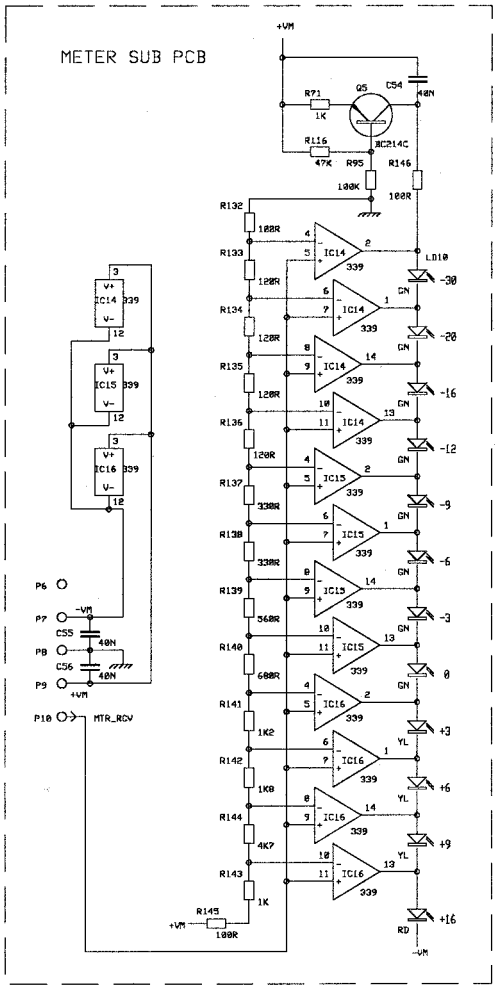 +VM
METER SUB PCB
C54
40N
Q5
R71
1K
BC214C
R116
47K
R95
100K
R146
100R
R132
100R
4
5
IC14
339
2
LD10
R133
120R
GN
-30
6
7
IC14
339
1
R134
120R
GN
-20
8
9
IC14
339
14
R135
120R
GN
-16
10
11
IC14
339
13
R136
120R
GN
-12
4
5
IC15
339
2
R137
330R
GN
-9
6
7
IC15
339
1
R138
330R
GN
-6
8
9
IC15
339
14
R139
560R
GN
-3
10
11
IC15
339
13
R140
680R
GN
0
4
5
IC16
339
2
R141
1K2
YL
+3
6
7
IC16
339
1
R142
1K8
YL
+6
8
9
IC16
339
14
R144
4K7
YL
+9
10
11
IC16
339
13
R143
1K
RD
+16
-VM
+VM
R145
100R
3
V+
IC14 339
V-
12
3
V+
IC15 339
V-
12
3
V+
IC16 339
V-
12
P6
P7
-VM
C55
40N
P8
C56
40N
P9
+VM
P10
MTR_RCV